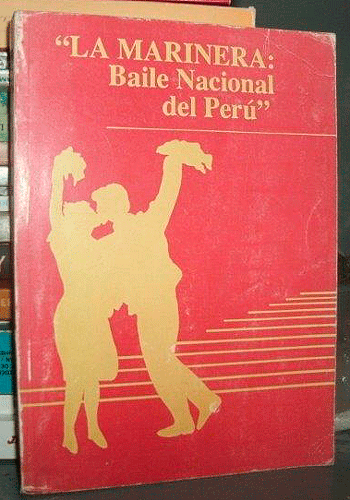 “LA MARINERA:
Baile Nacional
del Perú”